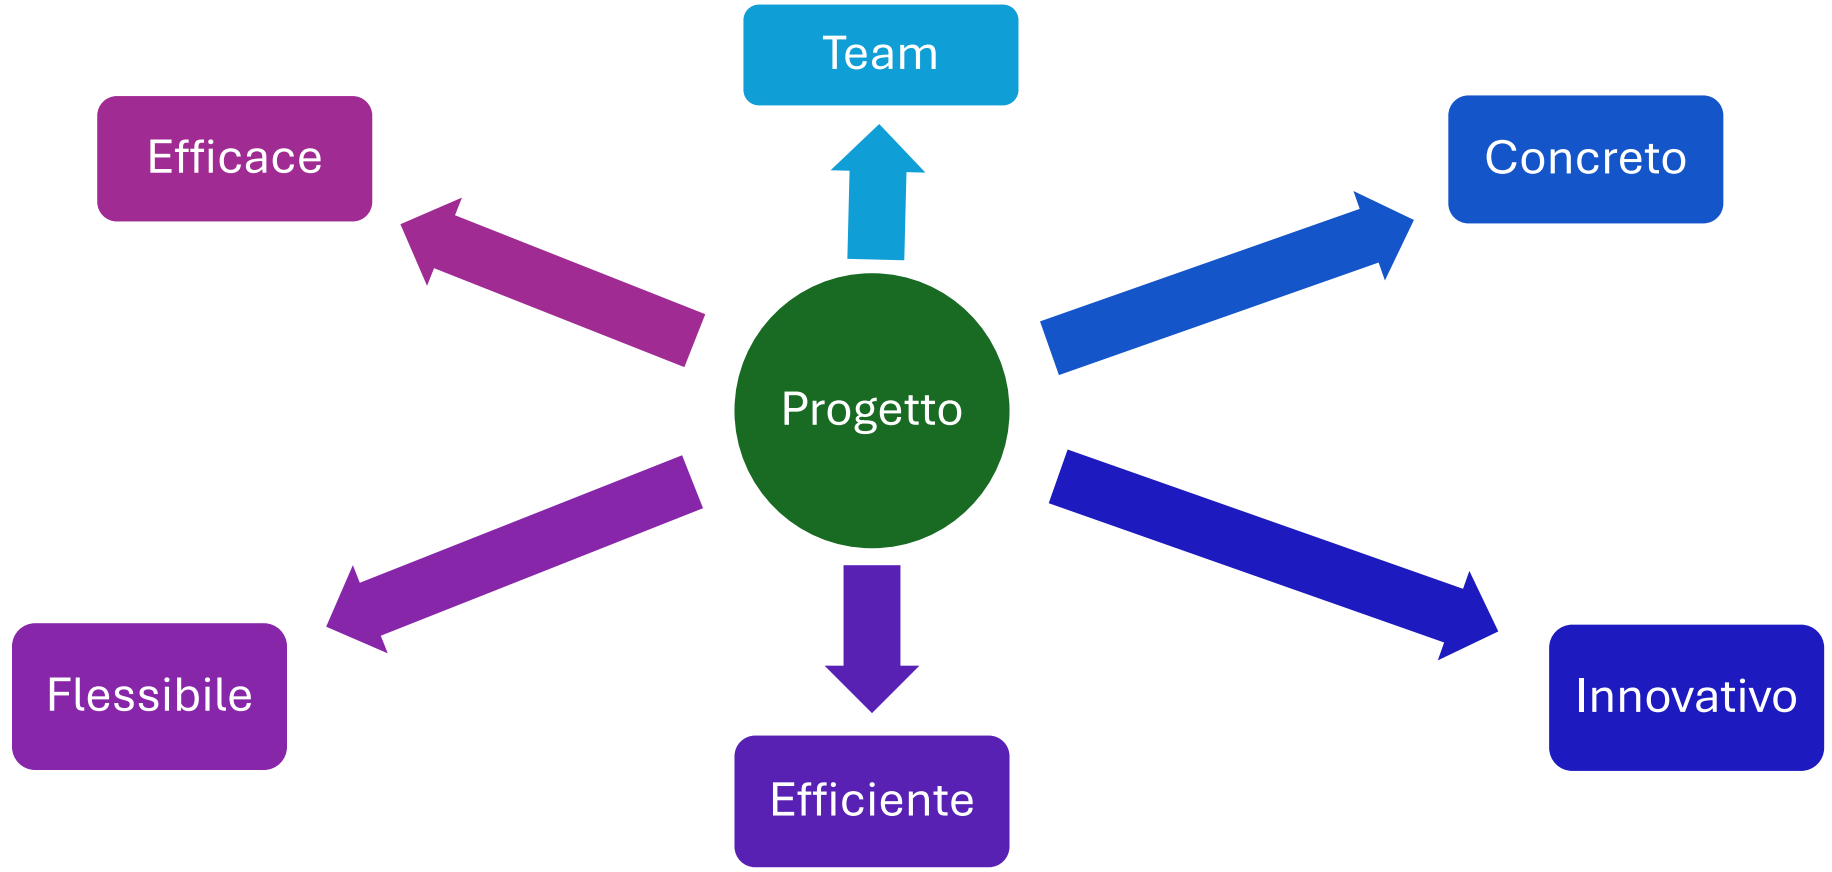 Team
Efficace
Concreto
Progetto
Flessibile
Innovativo
Efficiente